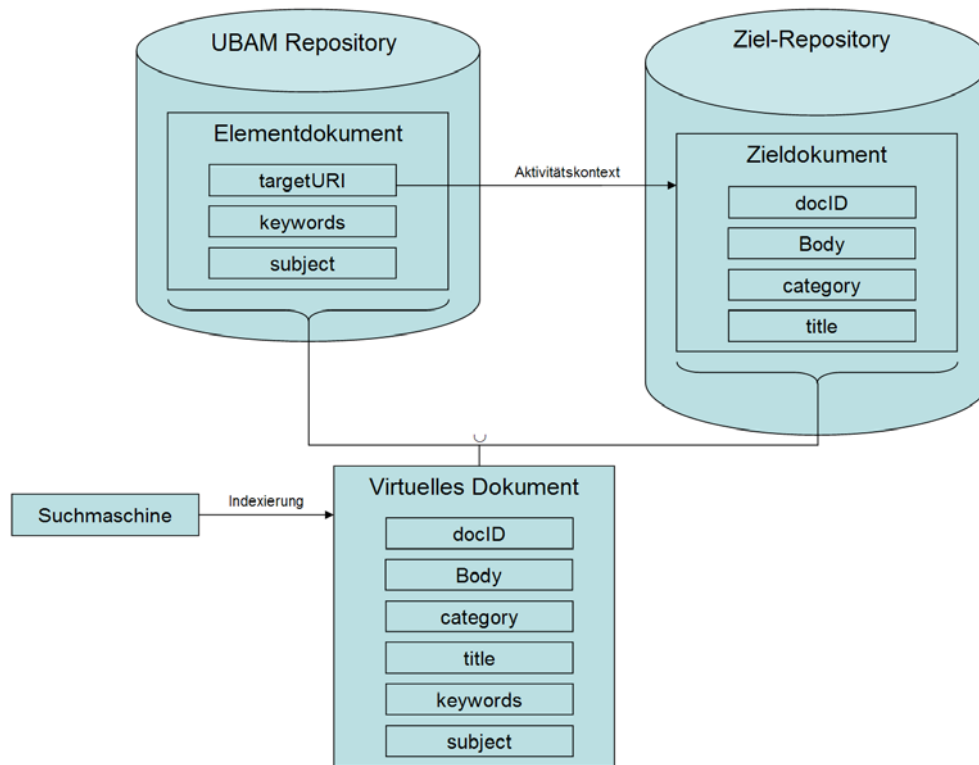 UBAM Repository
Elementdokument
targetURI
keywords
subject
Aktivitätskontext
Ziel-Repository
Zieldokument
docID
Body
category
title
Suchmaschine
Indexierung
Virtuelles Dokument
docID
Body
category
title
keywords
subject